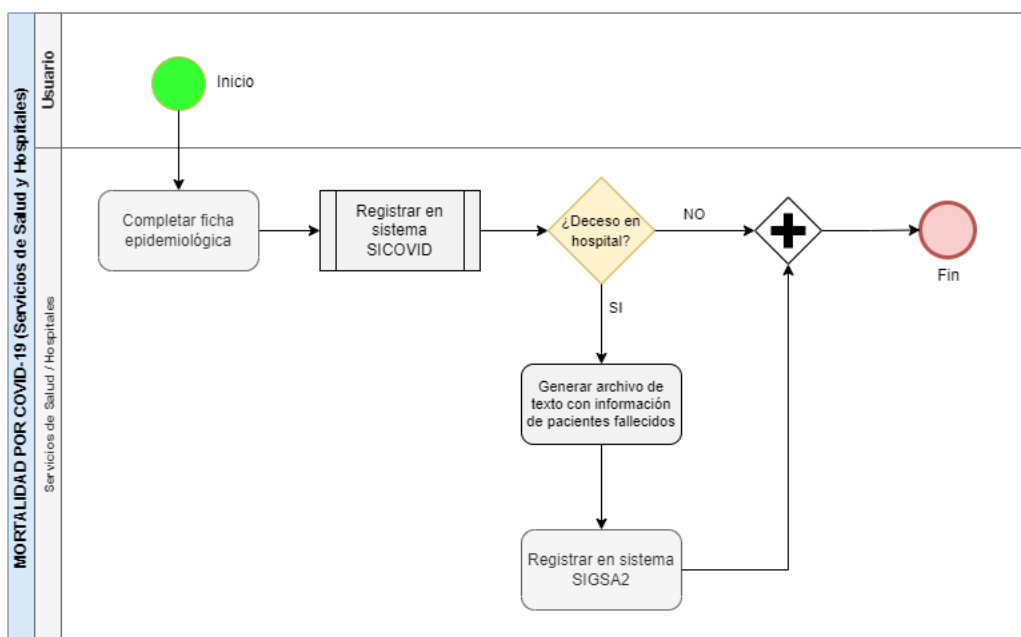 MORTALIDAD POR COVID-19 (Servicios de Salud y Hospitales)
Usuario
Inicio
Servicios de Salud / Hospitales
Completar ficha
epidemiológica
Registrar en
sistema
SICOVID
¿Deceso en
hospital?
NO
Fin
SI
Generar archivo de
texto con información
de pacientes fallecidos
Registrar en sistema
SIGSA2